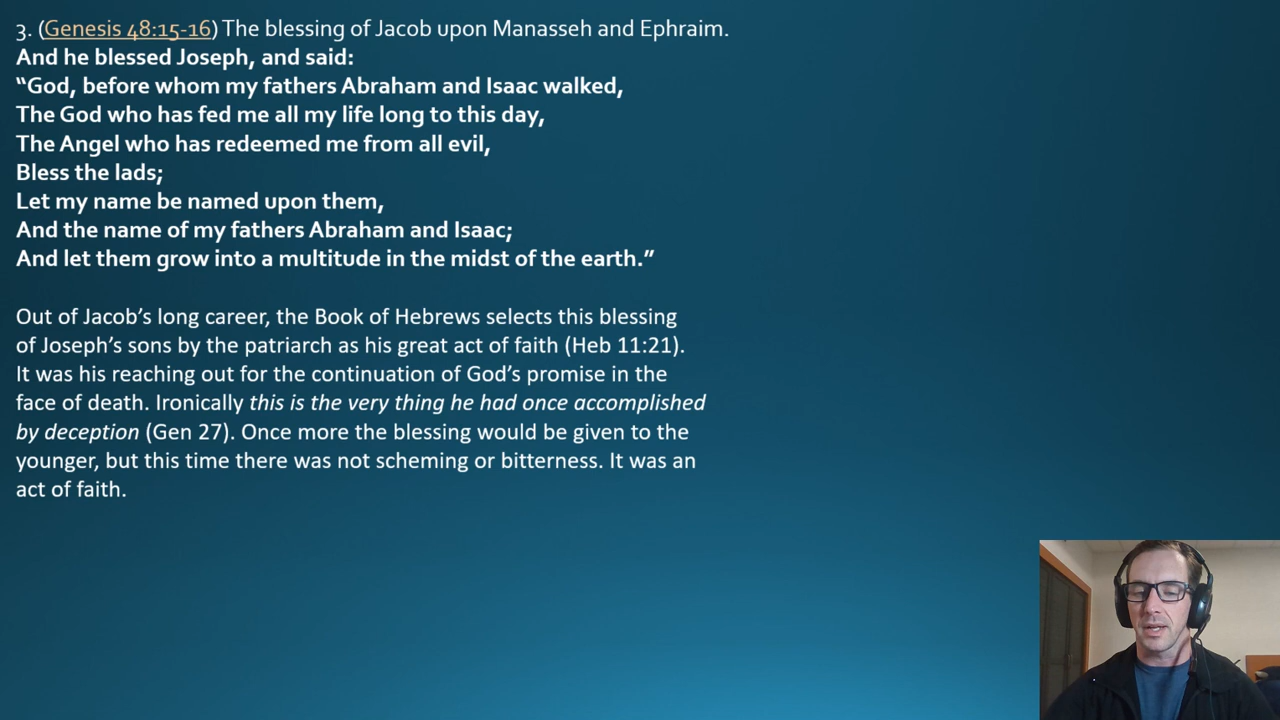 3. (Genesis 48:15-16) The blessing of Jacob upon Manasseh and Ephraim.
And he blessed Joseph, and said:
“God, before whom my fathers Abraham and Isaac walked,
The God who has fed me all my life long to this day,
The Angel who has redeemed me from all evil,
Bless the lads;
Let my name be named upon them,
And the name of my fathers Abraham and Isaac;
And let them grow into a multitude in the midst of the earth.”
Out of Jacob’s long career, the Book of Hebrews selects this blessing
of Joseph’s sons by the patriarch as his great act of faith (Heb 11:21).
It was his reaching out for the continuation of God’s promise in the
face of death. Ironically this is the very thing he had once accomplished
by deception (Gen 27). Once more the blessing would be given to the
younger, but this time there was not scheming or bitterness. It was an
act of faith.